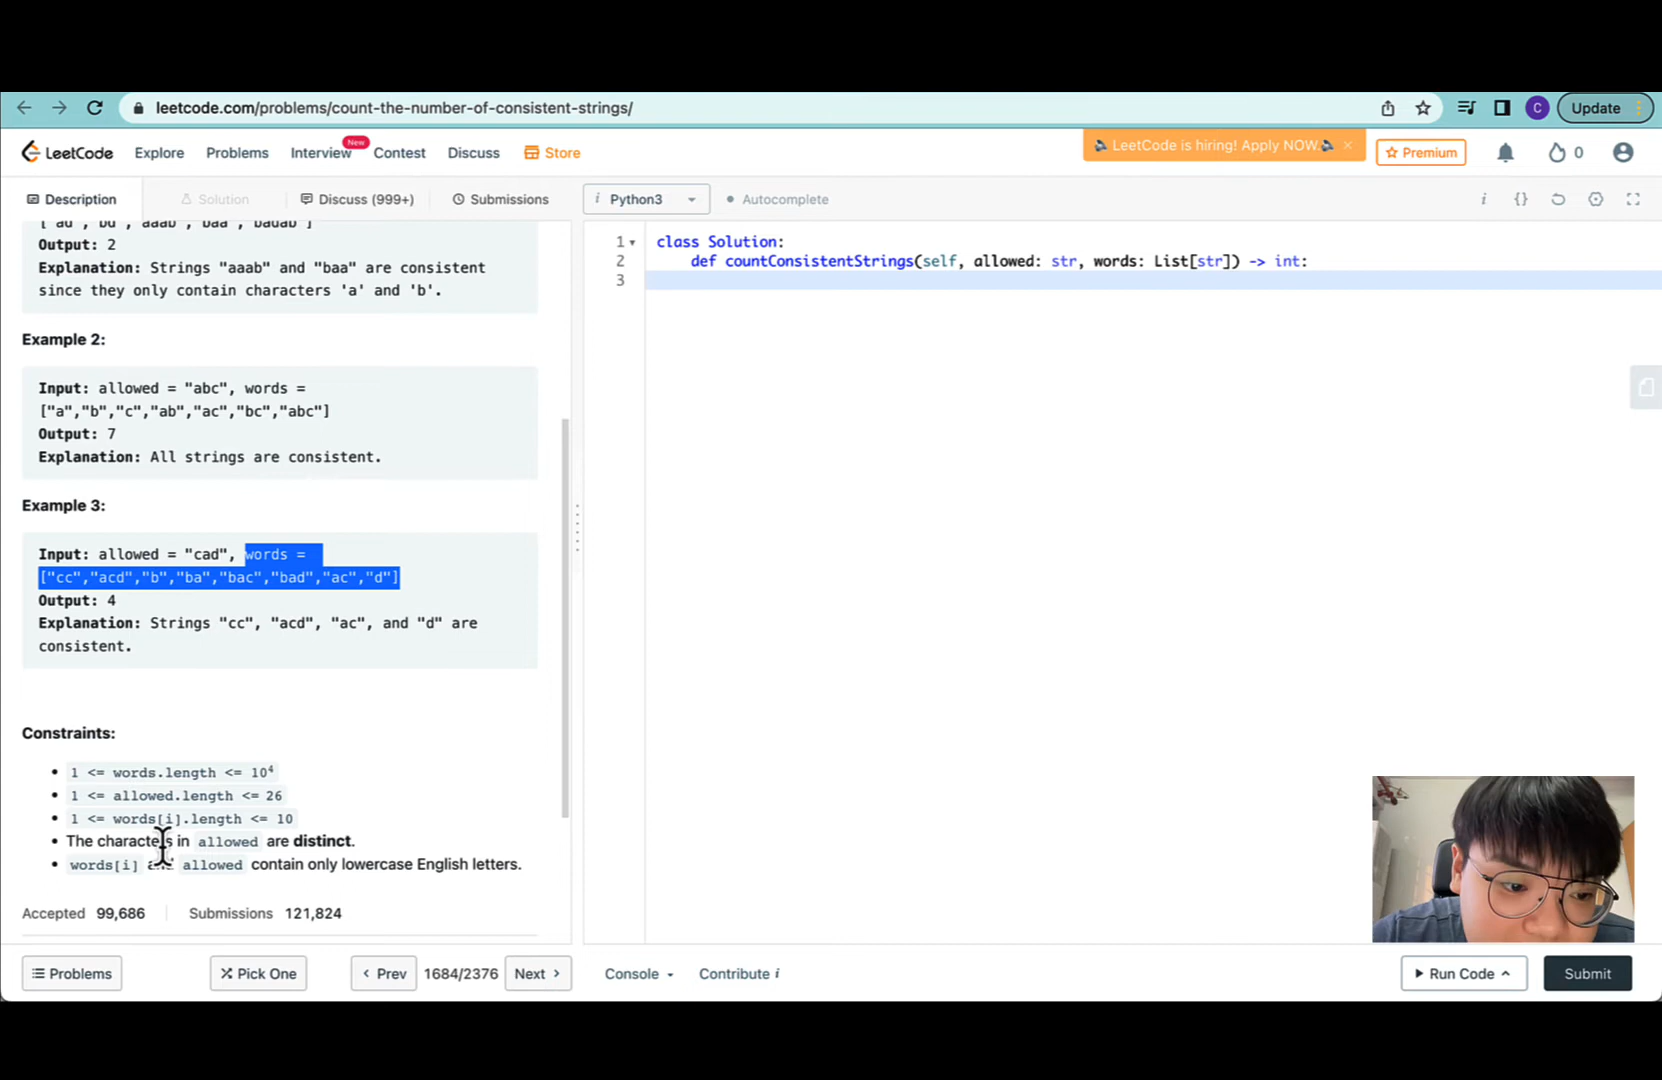 leetcode.com/problems/count-the-number-of-consistent-strings/
C
Update
LeetCode
Explore
Problems
Interview
New
Contest
Discuss
Store
LeetCode is hiring! Apply NOW
×
Premium
0
Description
Solution
Discuss (999+)
Submissions
i Python3
Autocomplete
i
{}
["ad","bd","aaab","baa","badab"]
Output: 2
Explanation: Strings "aaab" and "baa" are consistent
since they only contain characters 'a' and 'b'.
Example 2:
Input: allowed = "abc", words =
["a","b","c","ab","ac","bc","abc"]
Output: 7
Explanation: All strings are consistent.
Example 3:
Input: allowed = "cad", words =
["cc","acd","b","ba","bac","bad","ac","d"]
Output: 4
Explanation: Strings "cc", "acd", "ac", and "d" are
consistent.
Constraints:
• 1 <= words.length <= 10⁴
• 1 <= allowed.length <= 26
• 1 <= words[i].length <= 10
• The characters in allowed are distinct.
• words[i] and allowed contain only lowercase English letters.
Accepted 99,686
Submissions 121,824
1 class Solution:
2 def countConsistentStrings(self, allowed: str, words: List[str]) -> int:
3
Problems
Pick One
Prev
1684/2376
Next
Console
Contribute i
Run Code
Submit